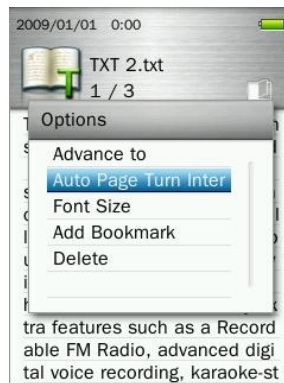 2009/01/01 0:00
TXT 2.txt
1 / 3
Options
Advance to
Auto Page Turn Inter
Font Size
Add Bookmark
Delete
tra features such as a Record
able FM Radio, advanced digi
tal voice recording, karaoke-st